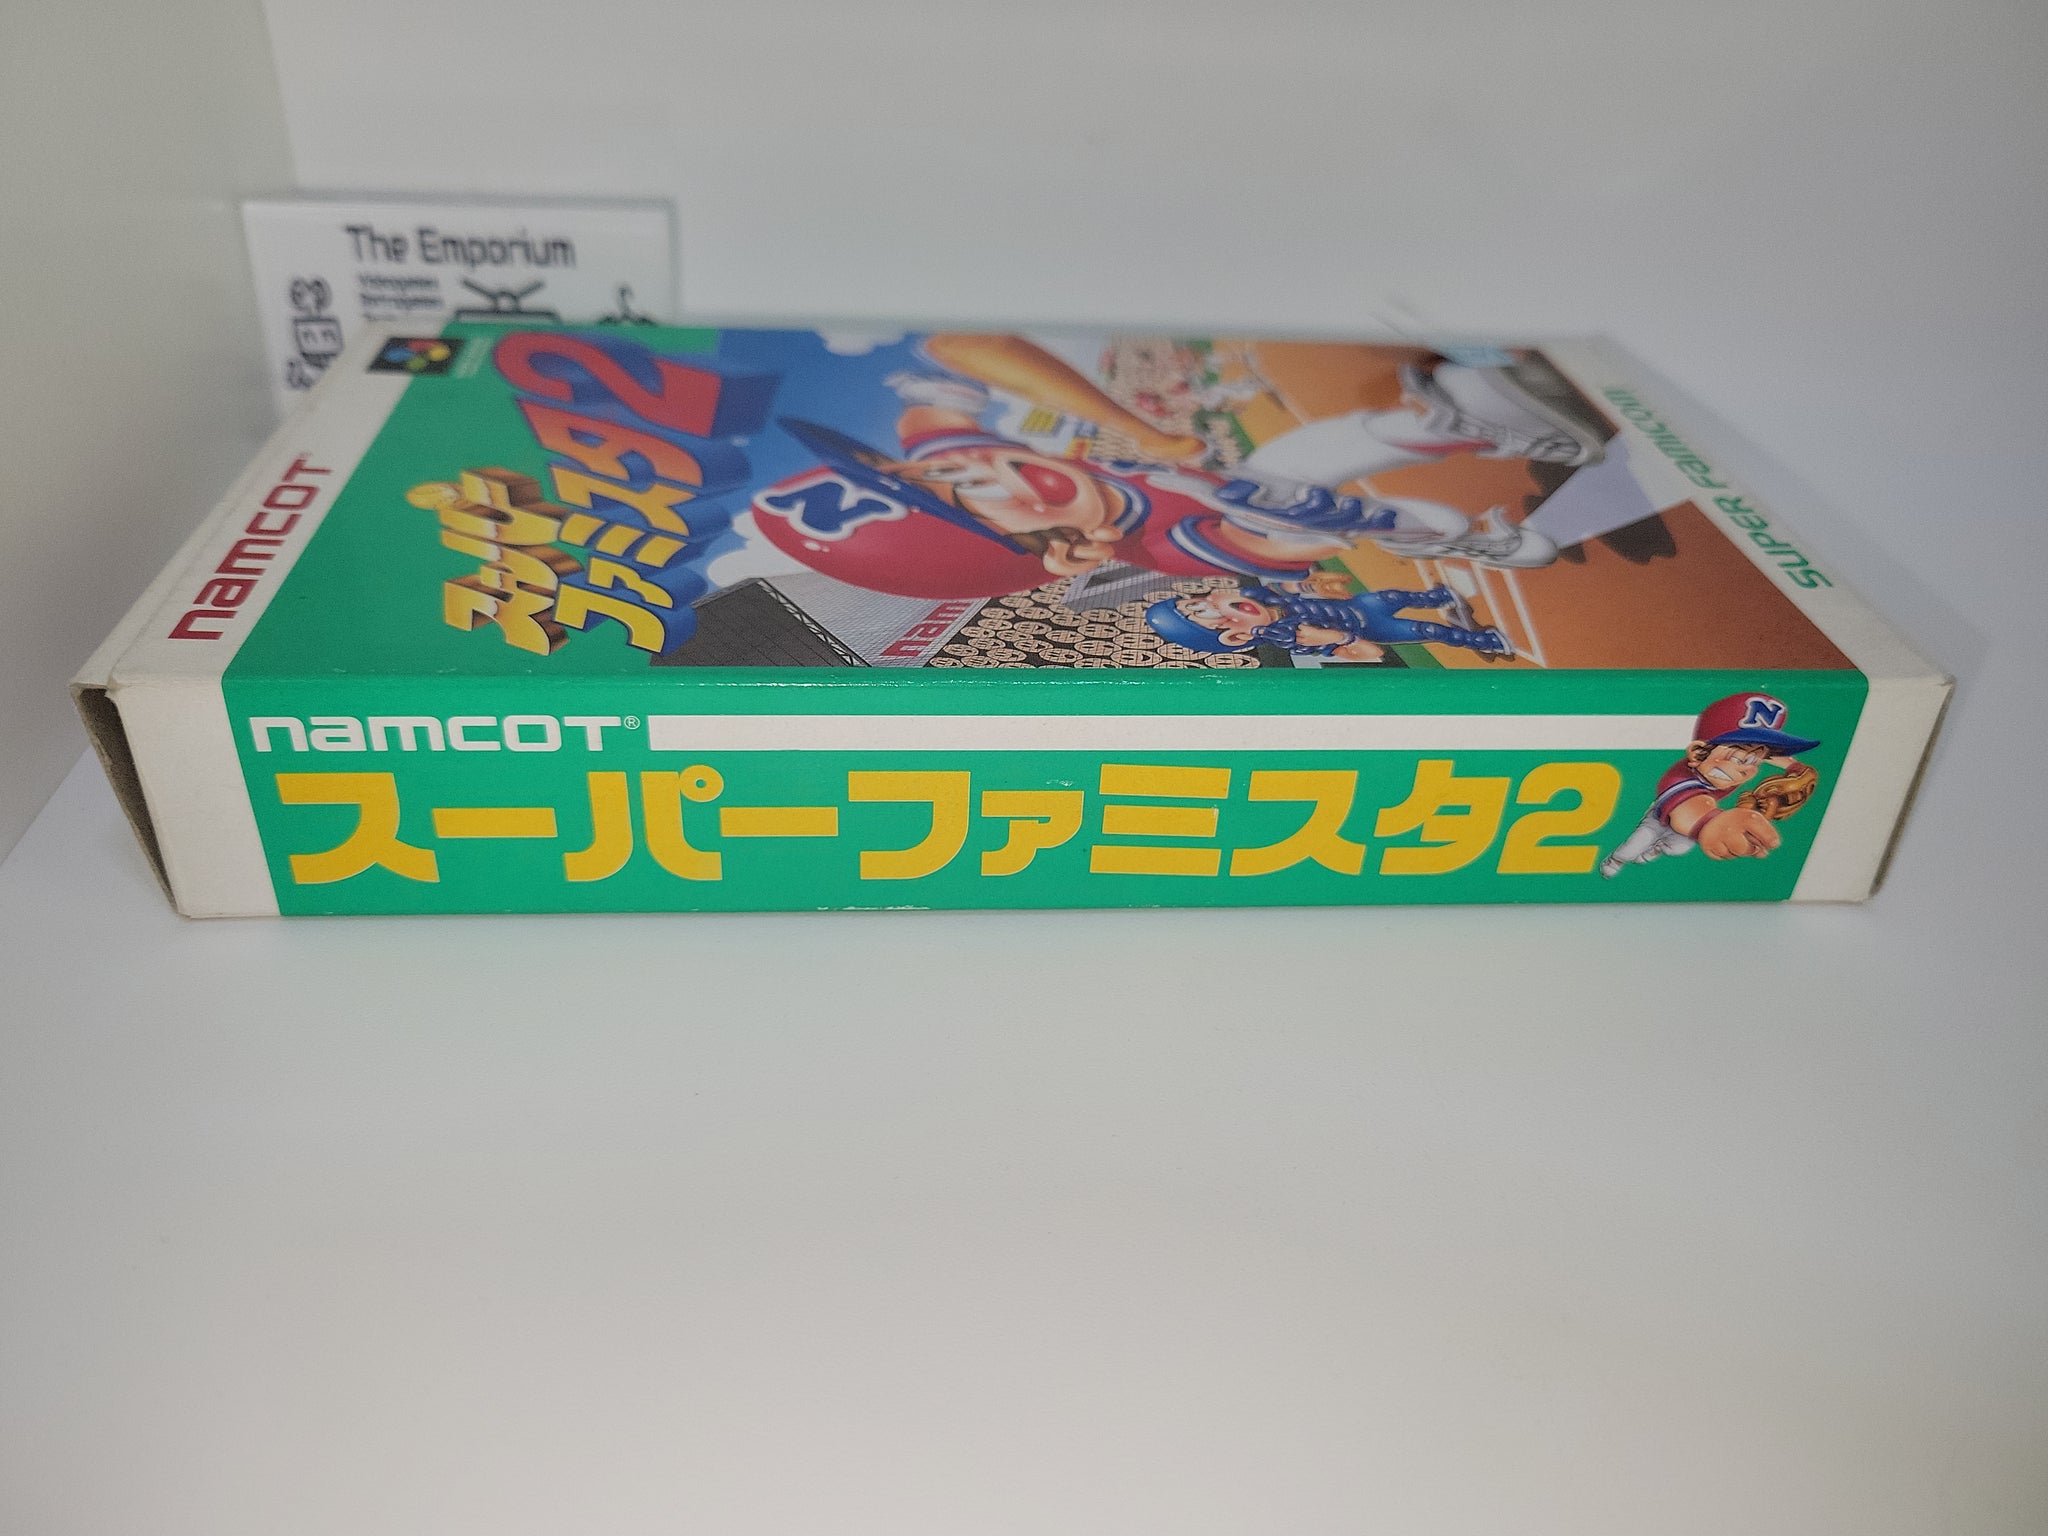 The Emporium
namcot
スーパー
ファミスタ2
N
SUPER FAMICOM
nam
namcot®
N
スーパーファミスタ2